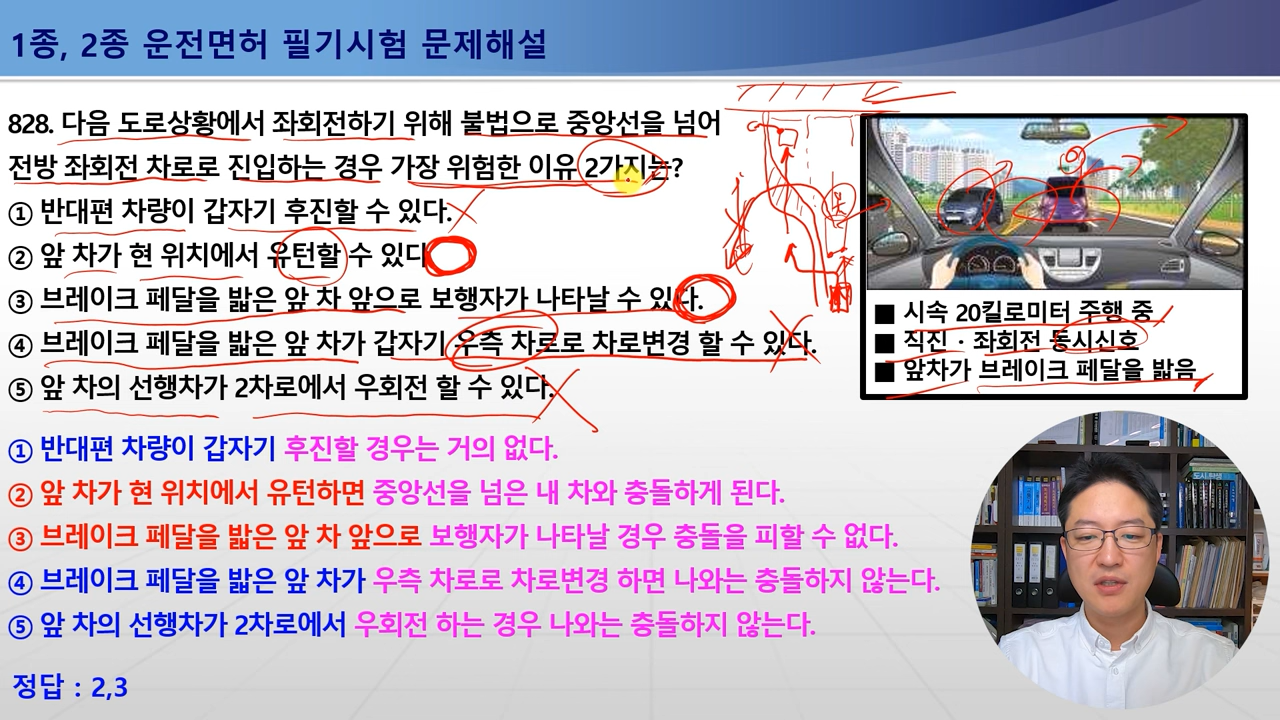 1종, 2종 운전면허 필기시험 문제해설
828. 다음 도로상황에서 좌회전하기 위해 불법으로 중앙선을 넘어
전방 좌회전 차로로 진입하는 경우 가장 위험한 이유 2가지는?
① 반대편 차량이 갑자기 후진할 수 있다.
② 앞 차가 현 위치에서 유턴할 수 있다
③ 브레이크 페달을 밟은 앞 차 앞으로 보행자가 나타날 수 있다.
④ 브레이크 페달을 밟은 앞 차가 갑자기 우측 차로로 차로변경 할 수 있다.
⑤ 앞 차의 선행차가 2차로에서 우회전 할 수 있다.
■ 시속 20킬로미터 주행 중
■ 직진 · 좌회전 동시신호
■ 앞차가 브레이크 페달을 밟음
① 반대편 차량이 갑자기 후진할 경우는 거의 없다.
② 앞 차가 현 위치에서 유턴하면 중앙선을 넘은 내 차와 충돌하게 된다.
③ 브레이크 페달을 밟은 앞 차 앞으로 보행자가 나타날 경우 충돌을 피할 수 없다.
④ 브레이크 페달을 밟은 앞 차가 우측 차로로 차로변경 하면 나와는 충돌하지 않는다.
⑤ 앞 차의 선행차가 2차로에서 우회전 하는 경우 나와는 충돌하지 않는다.
정답 : 2,3